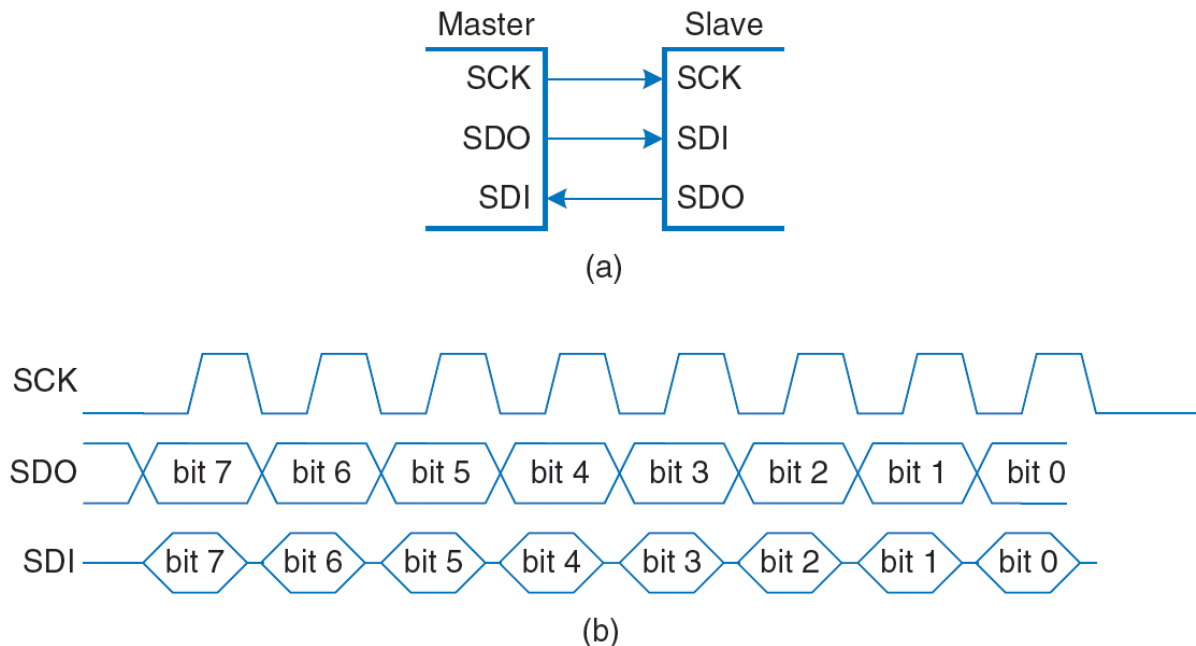 Master Slave
SCK SCK
SDO SDI
SDI SDO
(a)
SCK
SDO bit 7 bit 6 bit 5 bit 4 bit 3 bit 2 bit 1 bit 0
SDI bit 7 bit 6 bit 5 bit 4 bit 3 bit 2 bit 1 bit 0
(b)